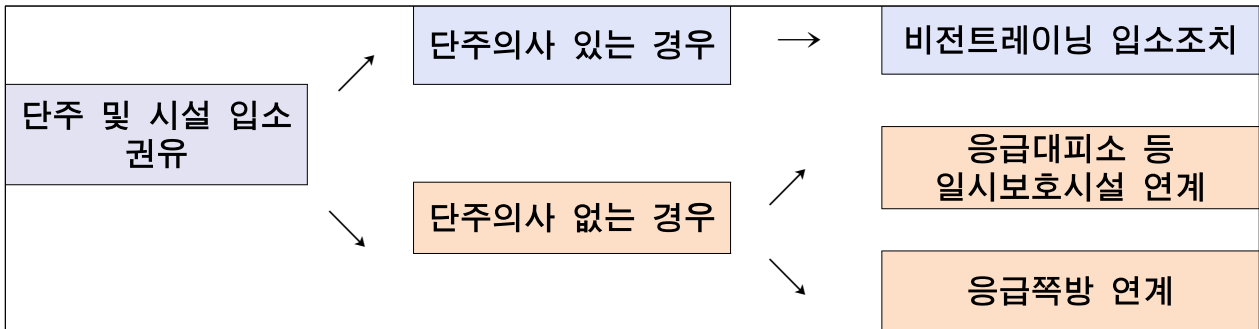 단주 및 시설 입소
권유
단주의사 있는 경우
비전트레이닝 입소조치
단주의사 없는 경우
응급대피소 등
일시보호시설 연계
응급쪽방 연계